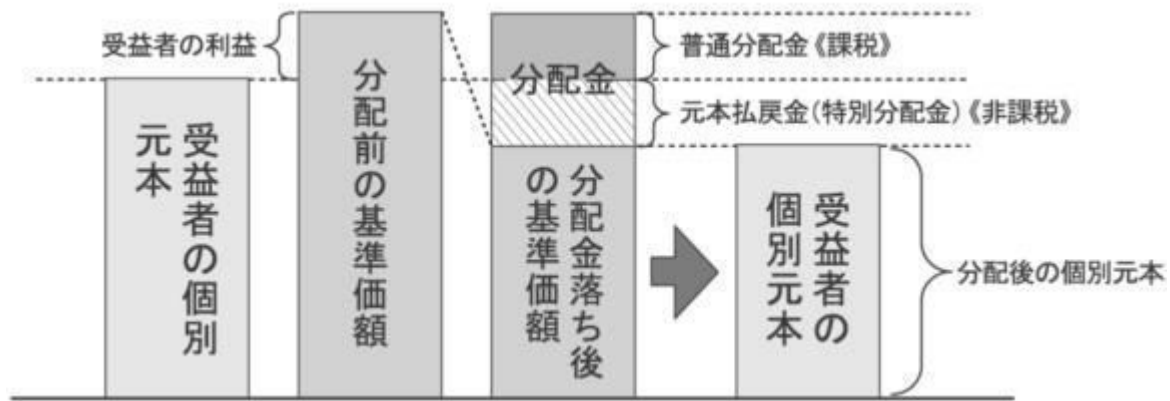 受益者の利益
受益者の個別
元本
分配前の基準価額
分配金
分配金落ち後
の基準価額
普通分配金《課税》
元本払戻金(特別分配金)《非課税》
受益者の
個別元本
分配後の個別元本